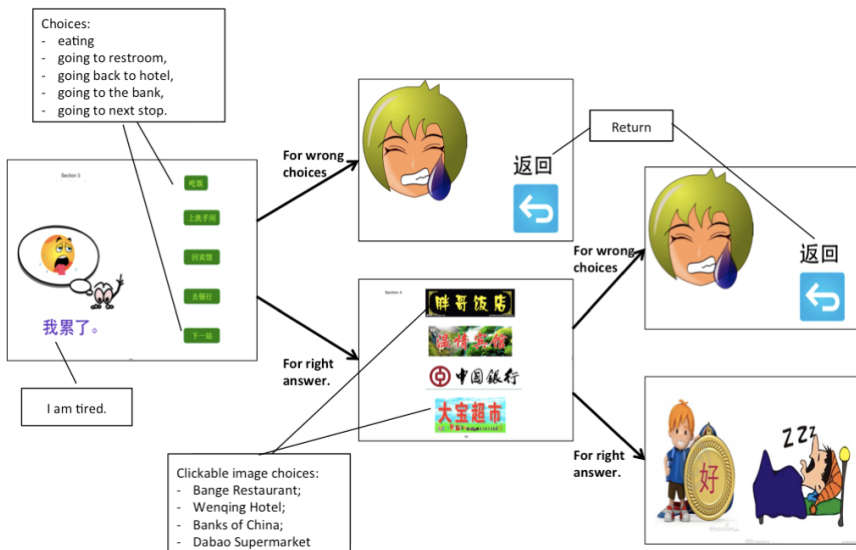 Choices:
- eating
- going to restroom,
- going back to hotel,
- going to the bank,
- going to next stop.
Section 3
吃饭
上洗手间
回宾馆
去银行
下一站
我累了。
I am tired.
For wrong
choices
返回
Return
For right
answer.
Section 4
胖哥饭店
温情宾馆
中国银行
大宝超市
Clickable image choices:
- Bange Restaurant;
- Wenqing Hotel;
- Banks of China;
- Dabao Supermarket
For wrong
choices
返回
For right
answer.
好
ZZZ